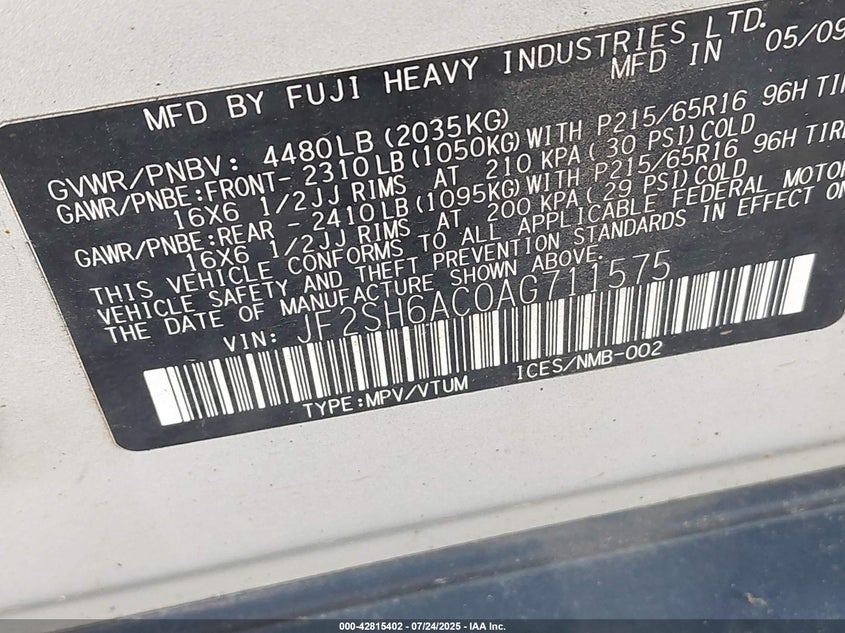 MFD BY FUJI HEAVY INDUSTRIES LTD.
MFD IN 05/09
GVWR/PNBV: 4480LB(2035KG)
GAWR/PNBE:FRONT- 2310LB(1050KG)WITH P215/65R16 96H TIR
16X6 1/2JJ RIMS AT 210 KPA( 30 PSI)COLD
GAWR/PNBE:REAR - 2410LB(1095KG)WITH P215/65R16 96H TIRE
16X6 1/2JJ RIMS AT 200 KPA( 29 PSI)COLD
THIS VEHICLE CONFORMS TO ALL APPLICABLE FEDERAL MOTOR
VEHICLE SAFETY AND THEFT PREVENTION STANDARDS IN EFFECT ON
THE DATE OF MANUFACTURE SHOWN ABOVE.
VIN: JF2SH6AC0AG711575
TYPE:MPV/VTUM ICES/NMB-002
000-42815402 - 07/24/2025 - IAA Inc.